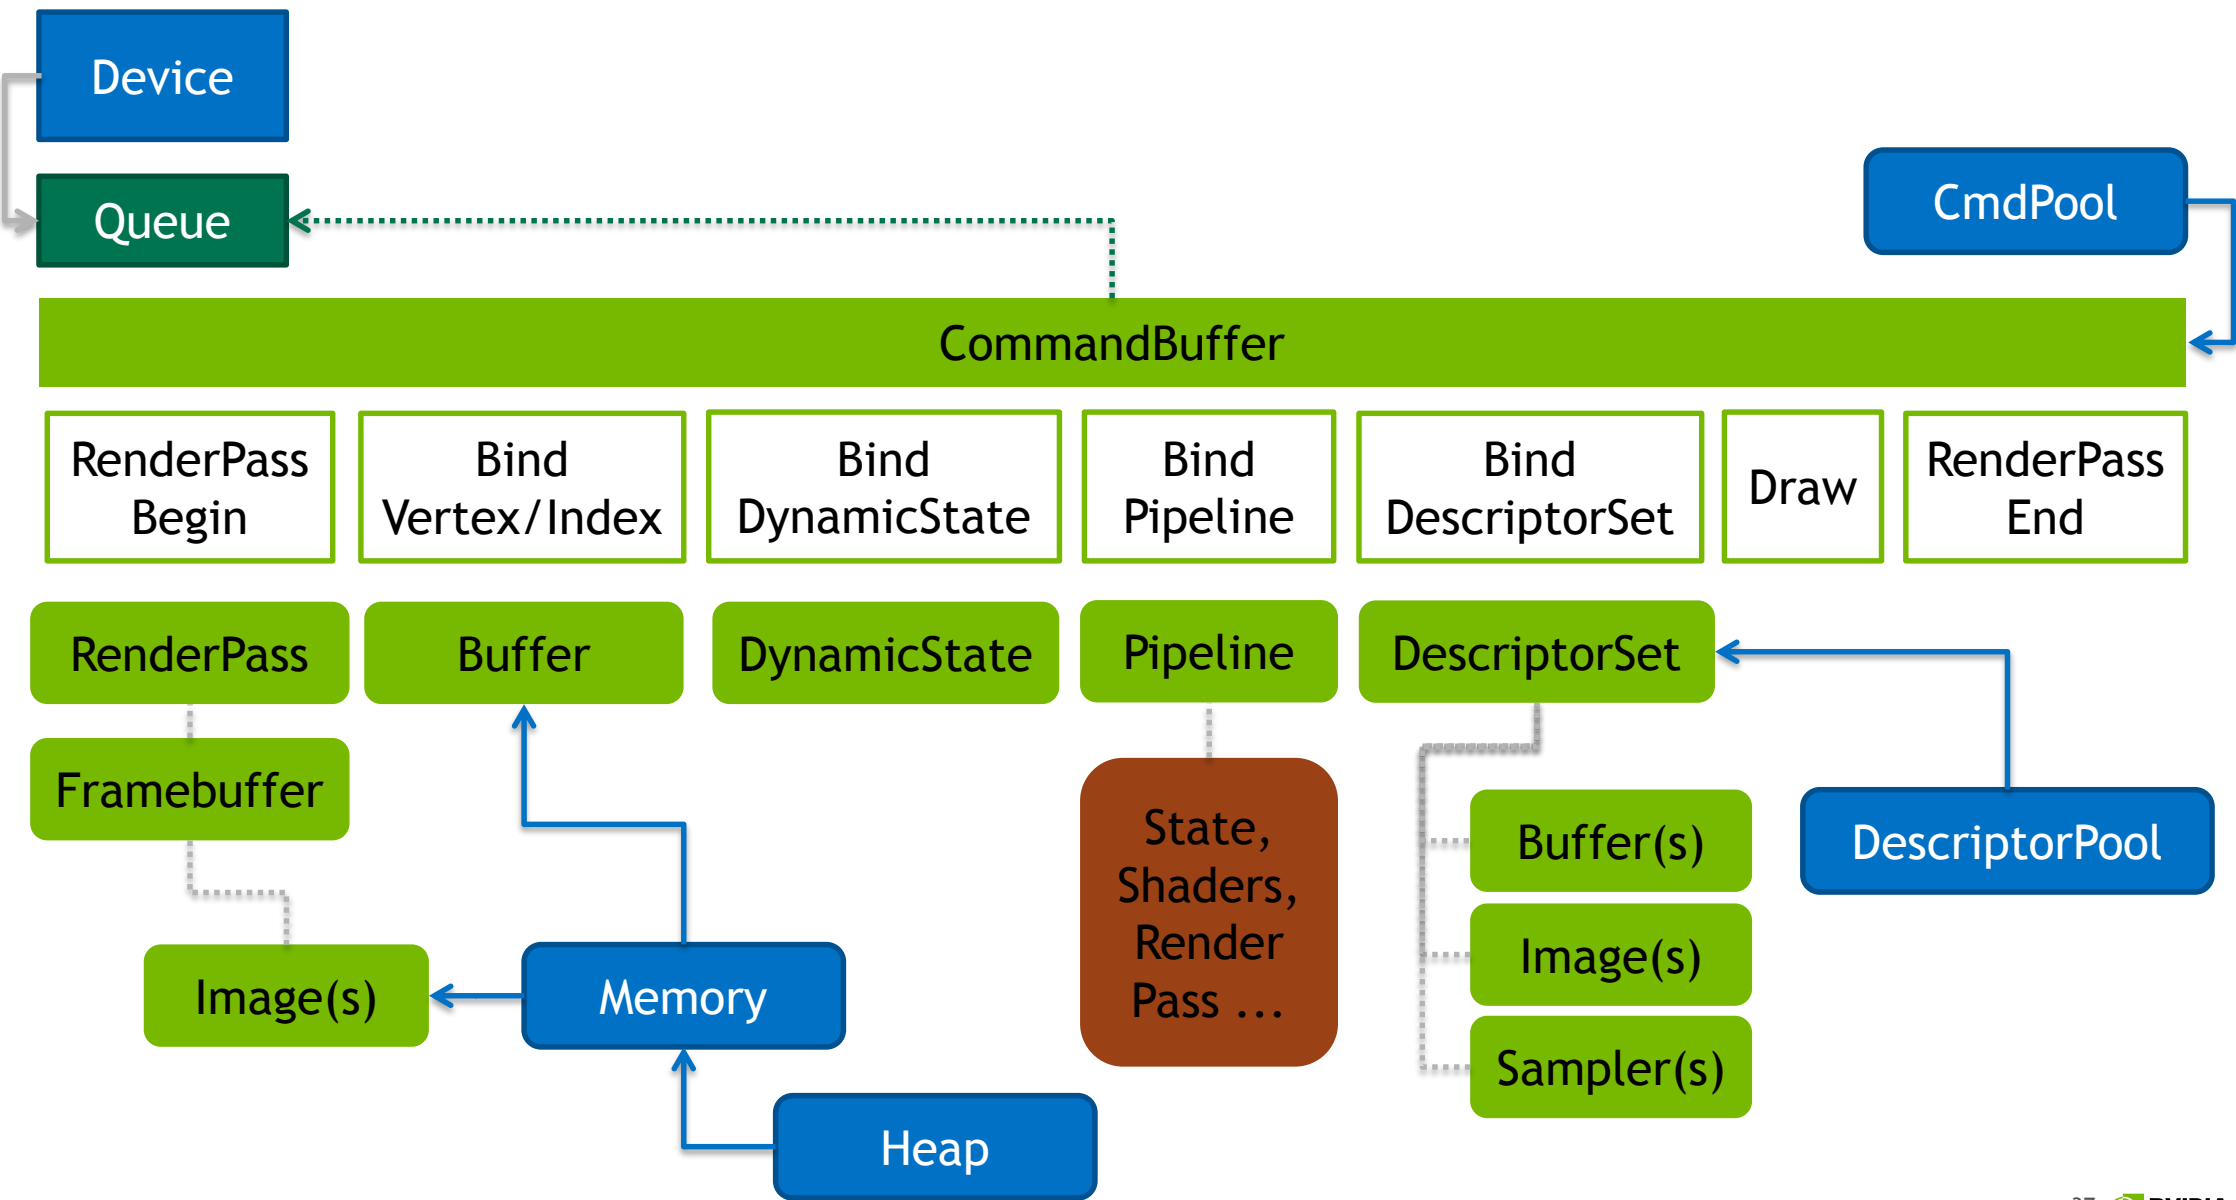 Device
Queue
CmdPool
CommandBuffer
RenderPass
Begin
Bind
Vertex/Index
Bind
DynamicState
Bind
Pipeline
Bind
DescriptorSet
Draw
RenderPass
End
RenderPass
Buffer
DynamicState
Pipeline
DescriptorSet
Framebuffer
State,
Shaders,
Render
Pass ...
Buffer(s)
DescriptorPool
Image(s)
Image(s)
Memory
Sampler(s)
Heap